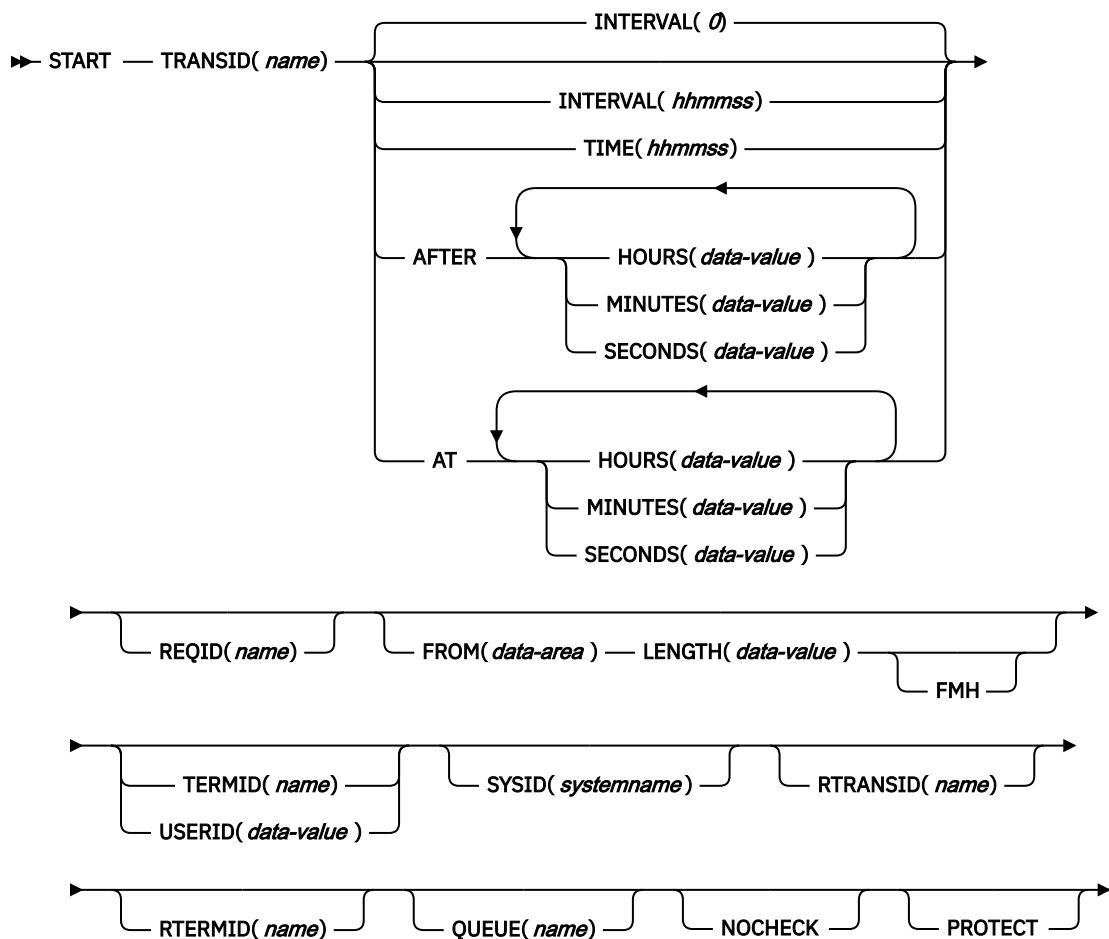 INTERVAL( 0)
START TRANSID( name)
INTERVAL( hhmmss)
TIME( hhmmss)
AFTER HOURS( data-value )
MINUTES( data-value )
SECONDS( data-value )
AT HOURS( data-value )
MINUTES( data-value )
SECONDS( data-value )
REQID( name) FROM( data-area ) LENGTH( data-value )
FMH
TERMID( name) SYSID( systemname ) RTRANSID( name)
USERID( data-value )
RTERMID( name) QUEUE( name) NOCHECK PROTECT